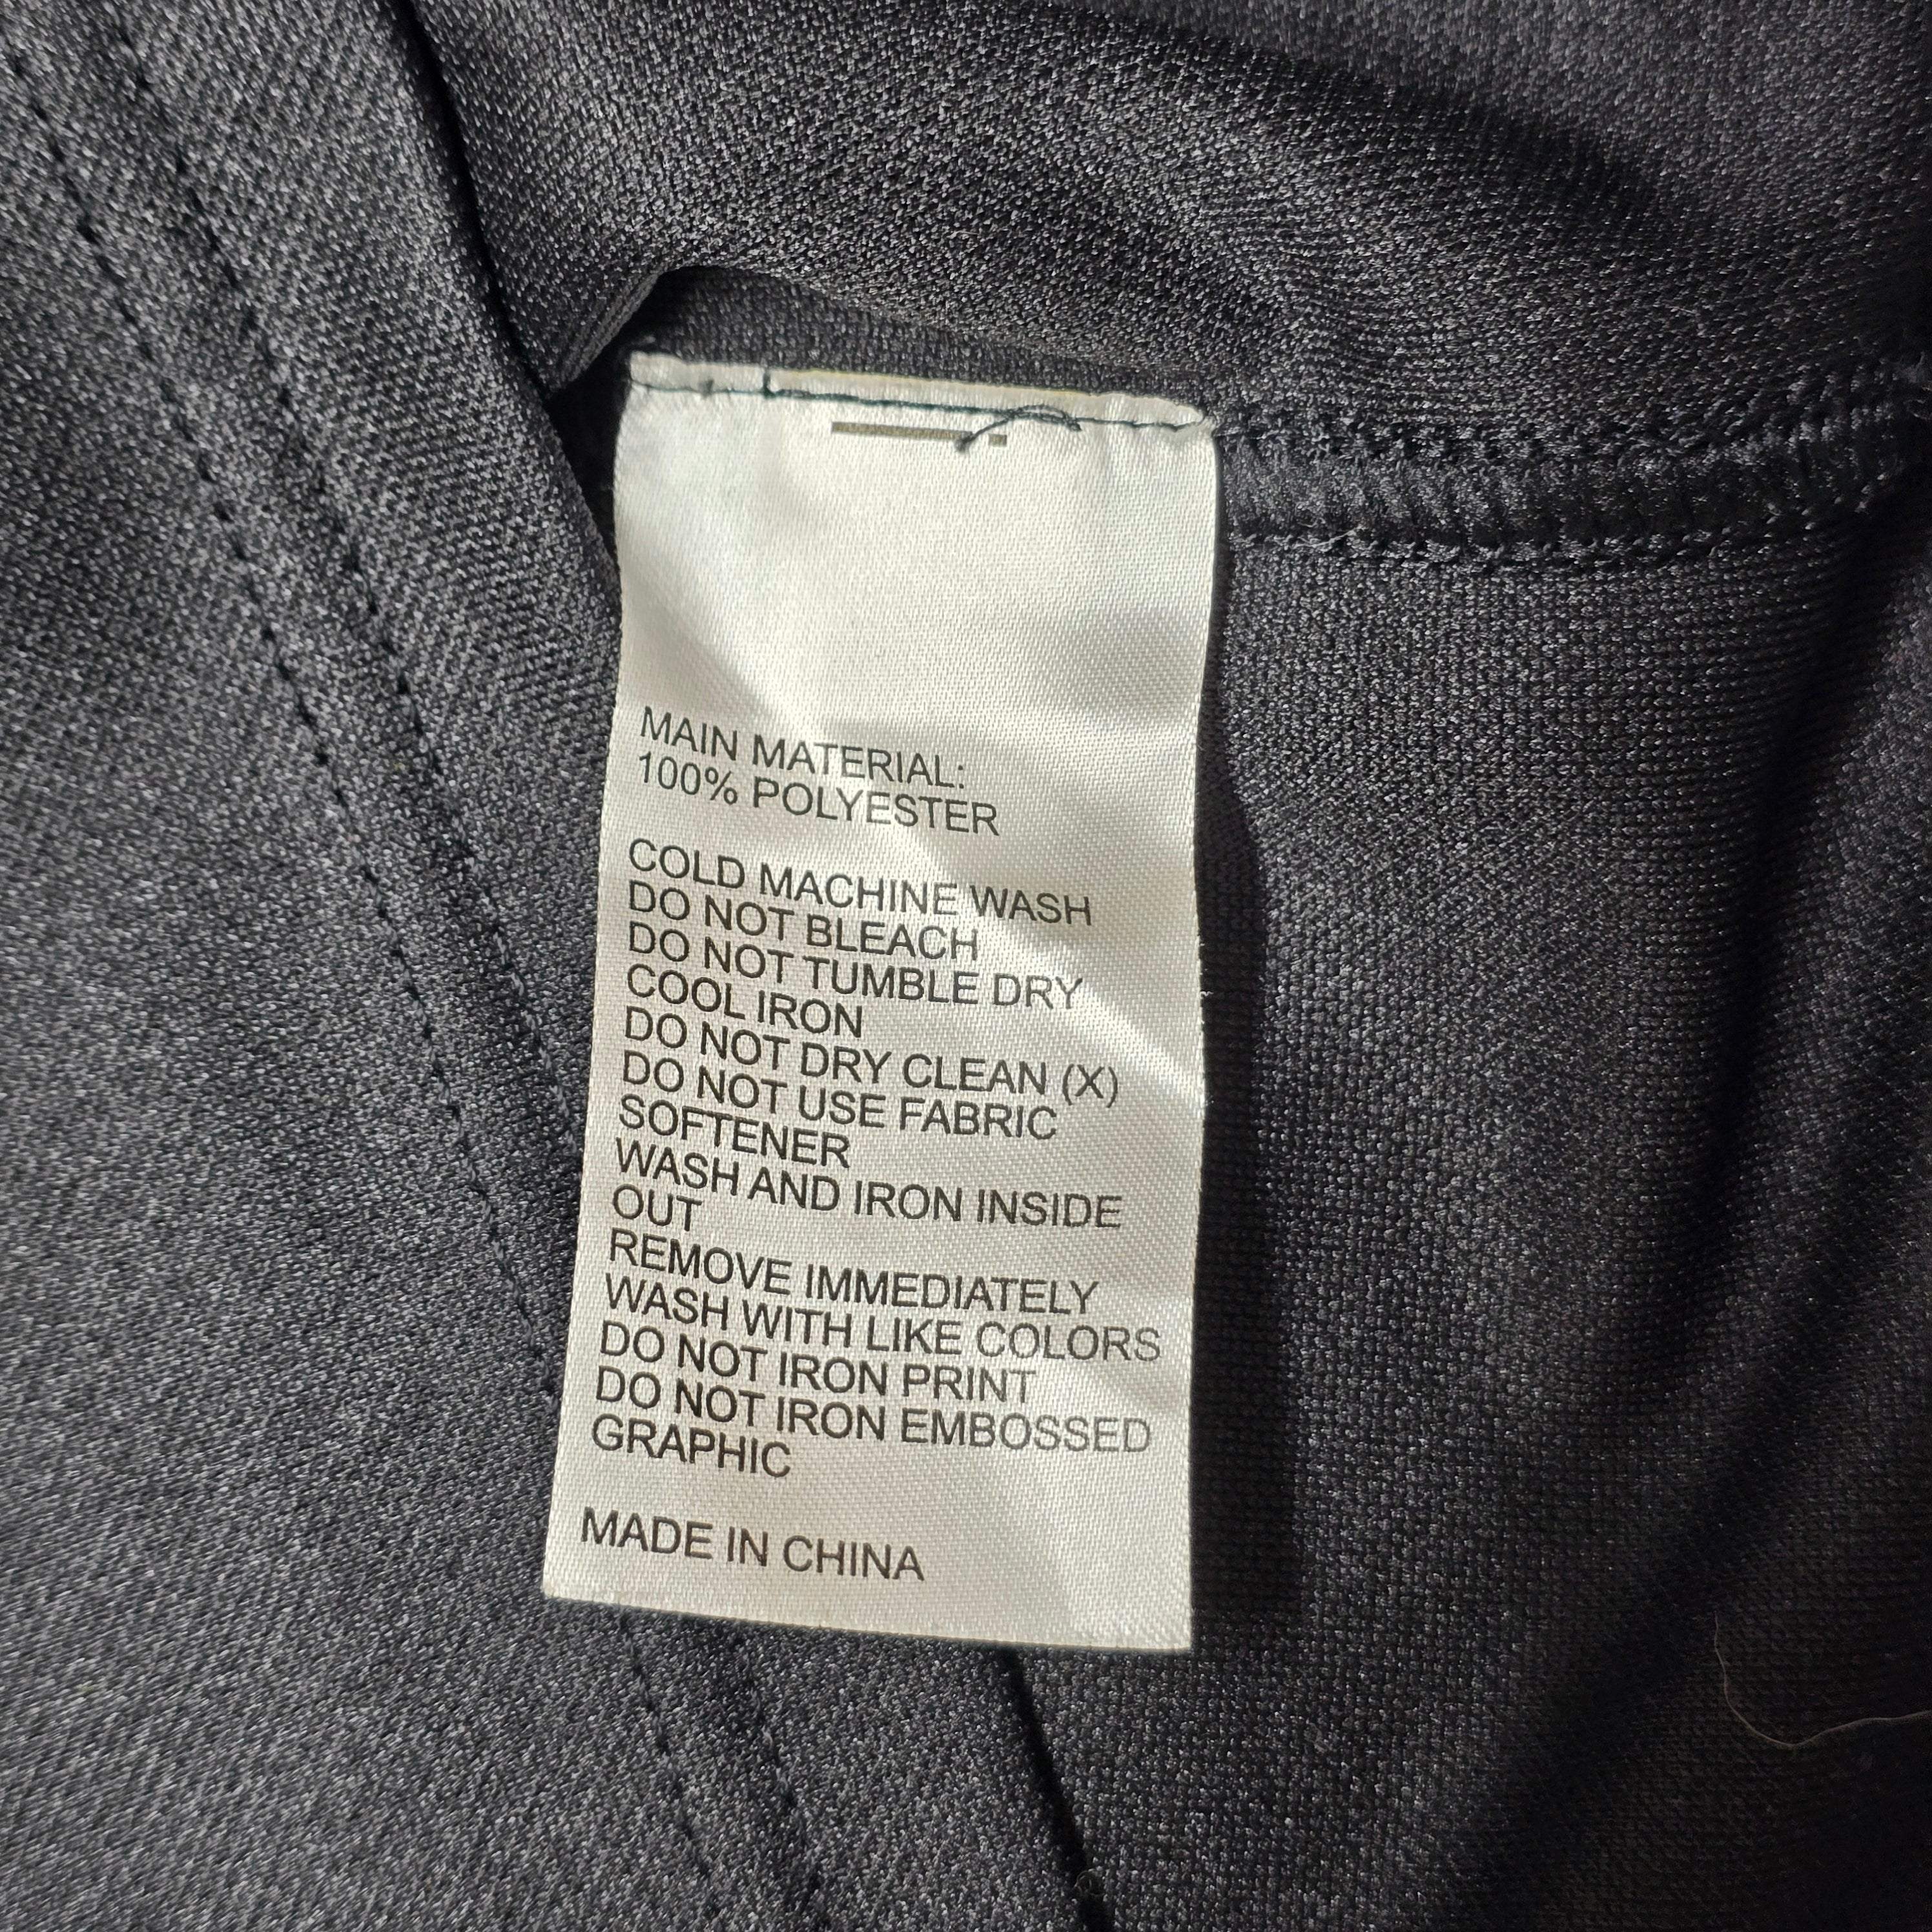 MAIN MATERIAL:
100% POLYESTER
COLD MACHINE WASH
DO NOT BLEACH
DO NOT TUMBLE DRY
COOL IRON
DO NOT DRY CLEAN (X)
DO NOT USE FABRIC
SOFTENER
WASH AND IRON INSIDE
OUT
REMOVE IMMEDIATELY
WASH WITH LIKE COLORS
DO NOT IRON PRINT
DO NOT IRON EMBOSSED
GRAPHIC
MADE IN CHINA